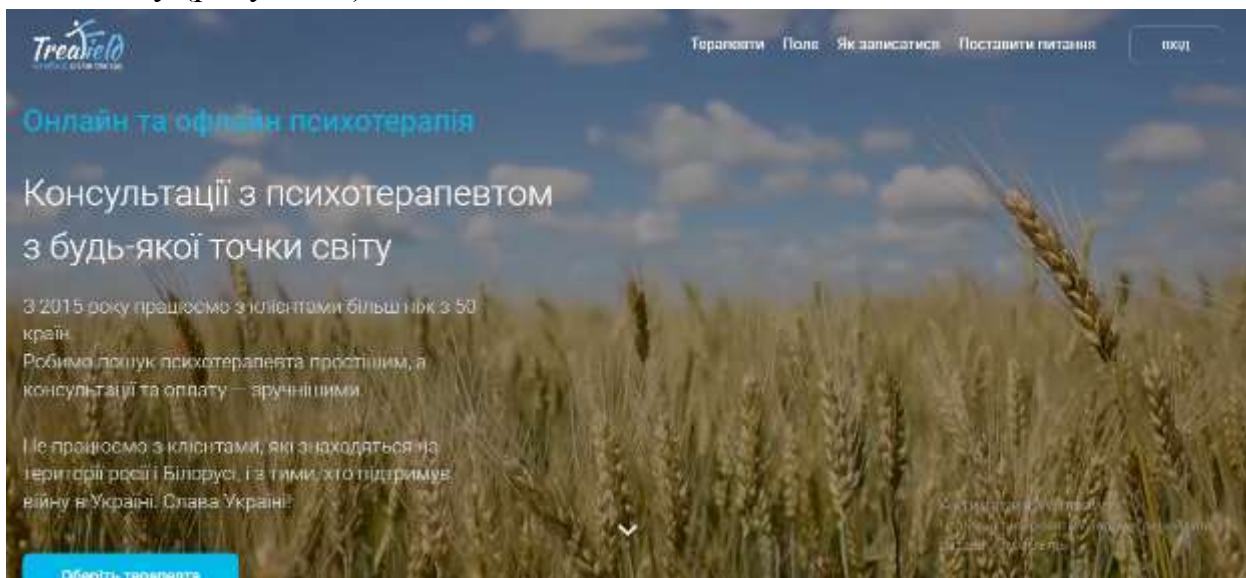 Treatfield
Терапевти Поле Як записатися Поставити питання вхід
Онлайн та офлайн психотерапія
Консультації з психотерапевтом
з будь-якої точки світу
З 2015 року працюємо з клієнтами більш ніж з 50
країн.
Робимо пошук психотерапевта простішим, а
консультації та оплату — зручнішими.
Не працюємо з клієнтами, які знаходяться на
території росії і Білорусі, і з тими, хто підтримує
війну в Україні. Слава Україні!
Оберіть терапевта